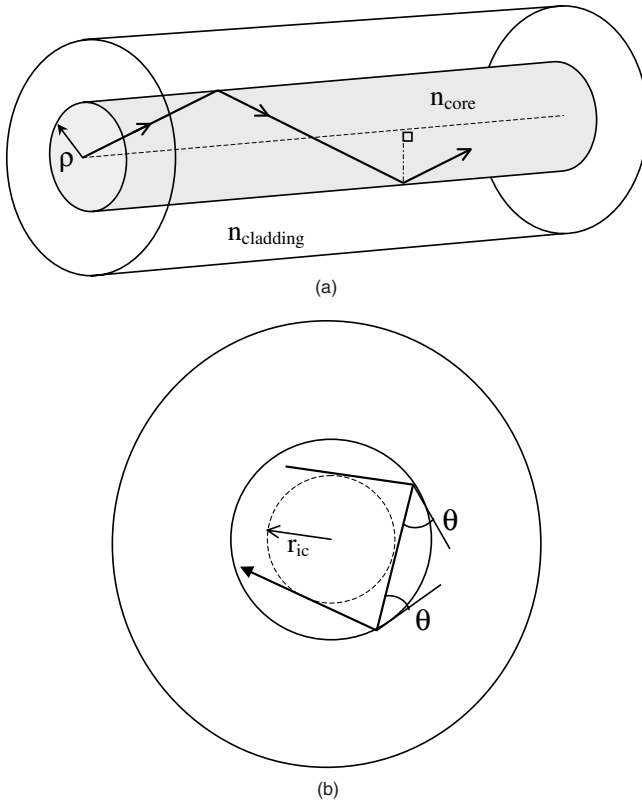 n_core
ρ
n_cladding
(a)
θ
r_ic
θ
(b)